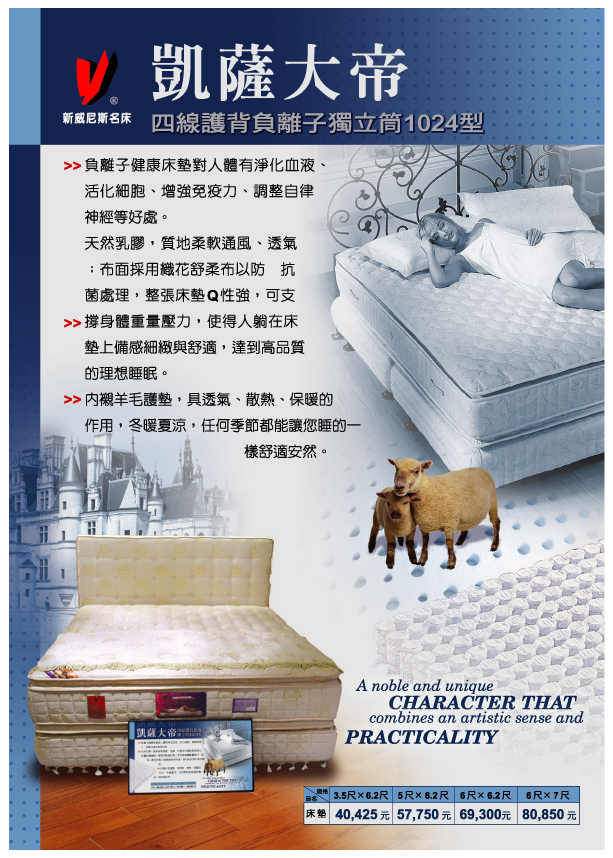 凱薩大帝
®
新威尼斯名床
四線護背負離子獨立筒1024型
>> 負離子健康床墊對人體有淨化血液、
活化細胞、增強免疫力、調整自律
神經等好處。
天然乳膠，質地柔軟通風、透氣
；布面採用織花舒柔布以防 抗
菌處理，整張床墊Q性強，可支
>> 撐身體重量壓力，使得人躺在床
墊上備感細緻與舒適，達到高品質
的理想睡眠。
>> 內襯羊毛護墊，具透氣、散熱、保暖的
作用，冬暖夏涼，任何季節都能讓您睡的一
樣舒適安然。
A noble and unique
CHARACTER THAT
combines an artistic sense and
PRACTICALITY
凱薩大帝
PRACTICALITY
規格 品名 3.5尺×6.2尺 5尺×6.2尺 6尺×6.2尺 6尺×7尺
床墊 40,425元 57,750元 69,300元 80,850元